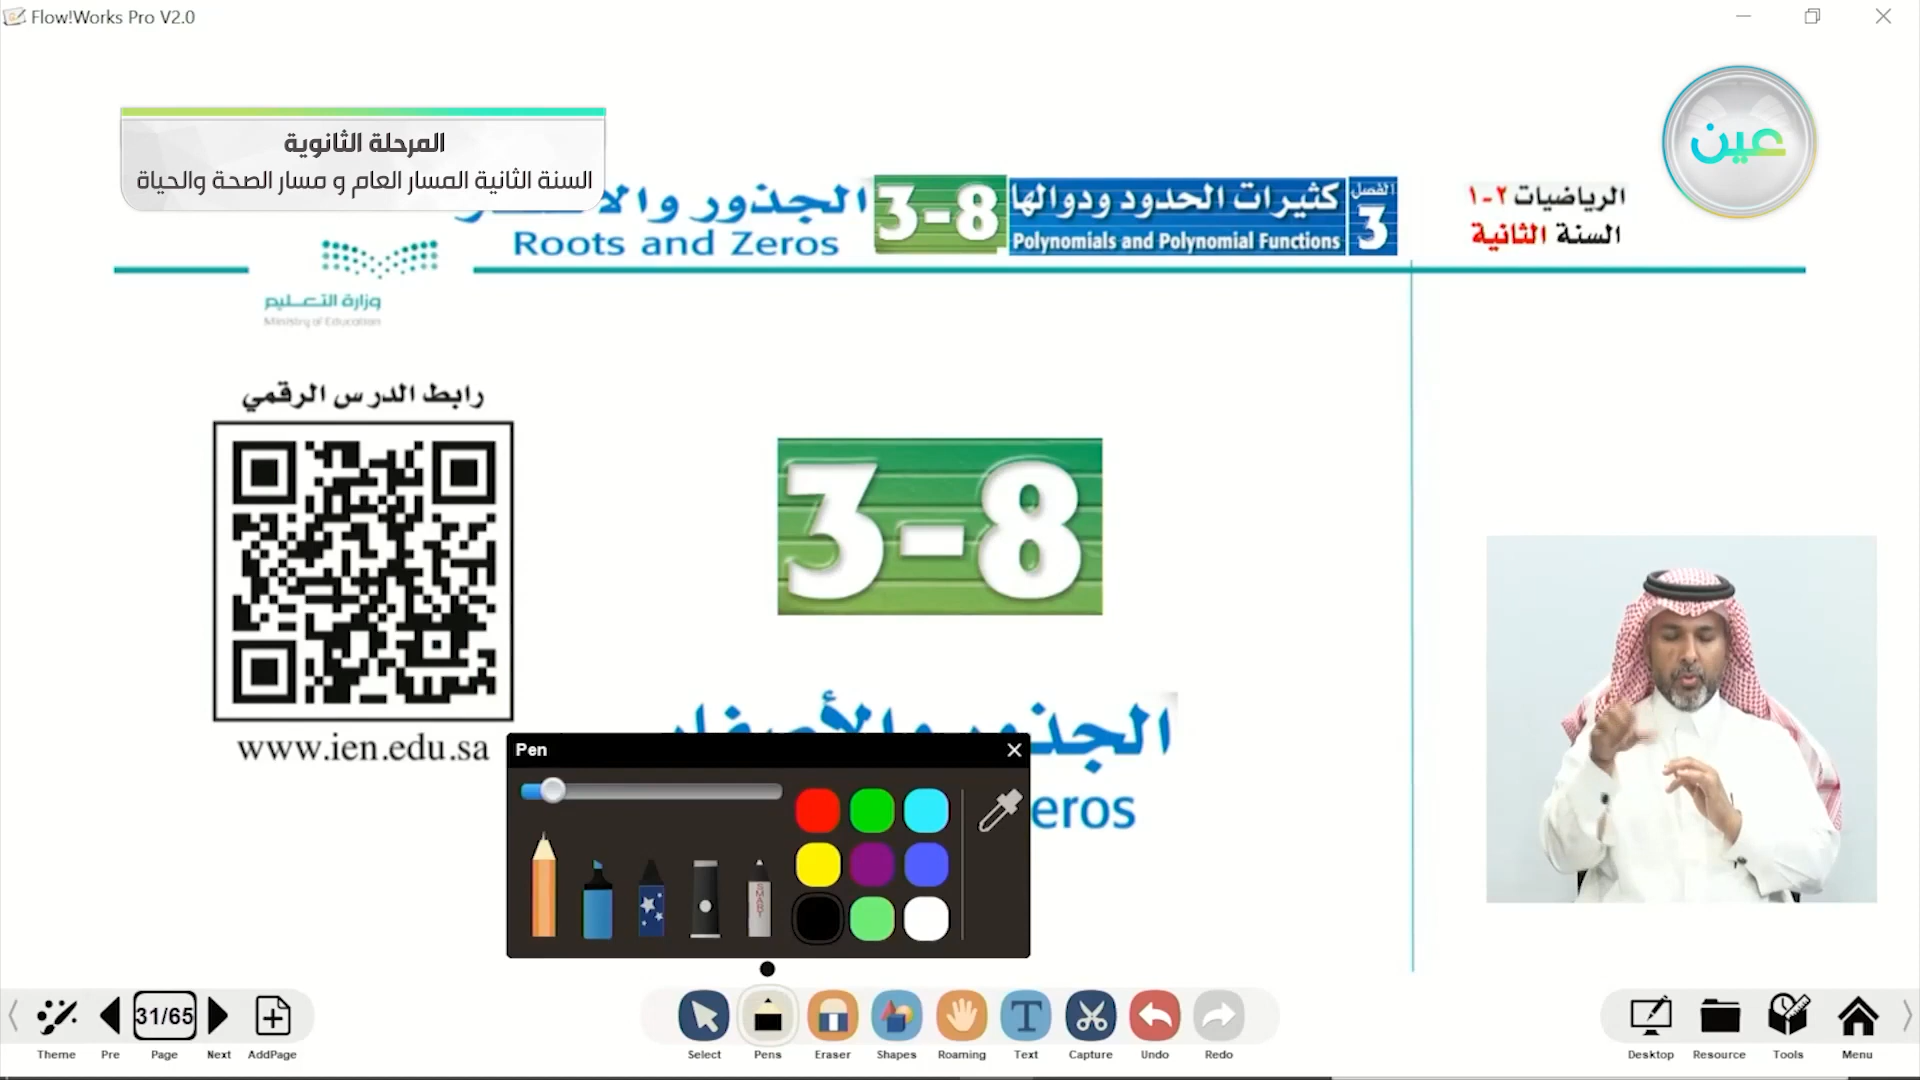 Flow!Works Pro V2.0
المرحلة الثانوية
السنة الثانية المسار العام و مسار الصحة والحياة
عين
الرياضيات ٢-١
السنة الثانية
الفصل 3
كثيرات الحدود ودوالها
Polynomials and Polynomial Functions
3-8
الجذور
Roots and Zeros
وزارة التعليم
Ministry of Education
رابط الدرس الرقمي
www.ien.edu.sa
3-8
الجذور والأصفار
eros
Pen
SMART
31/65
Theme
Pre
Page
Next
AddPage
Select
Pens
Eraser
Shapes
Roaming
Text
Capture
Undo
Redo
Desktop
Resource
Tools
Menu